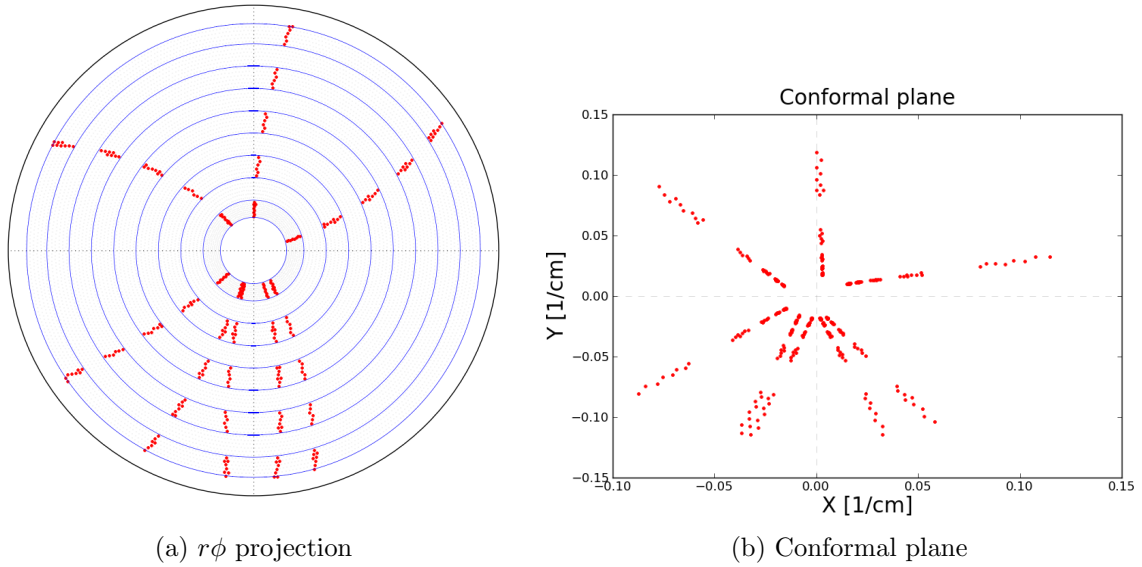 Conformal plane
0.15
0.10
0.05
0.00
−0.05
−0.10
−0.15
−0.10 −0.05 0.00 0.05 0.10 0.15
Y [1/cm]
X [1/cm]
(a) rϕ projection
(b) Conformal plane